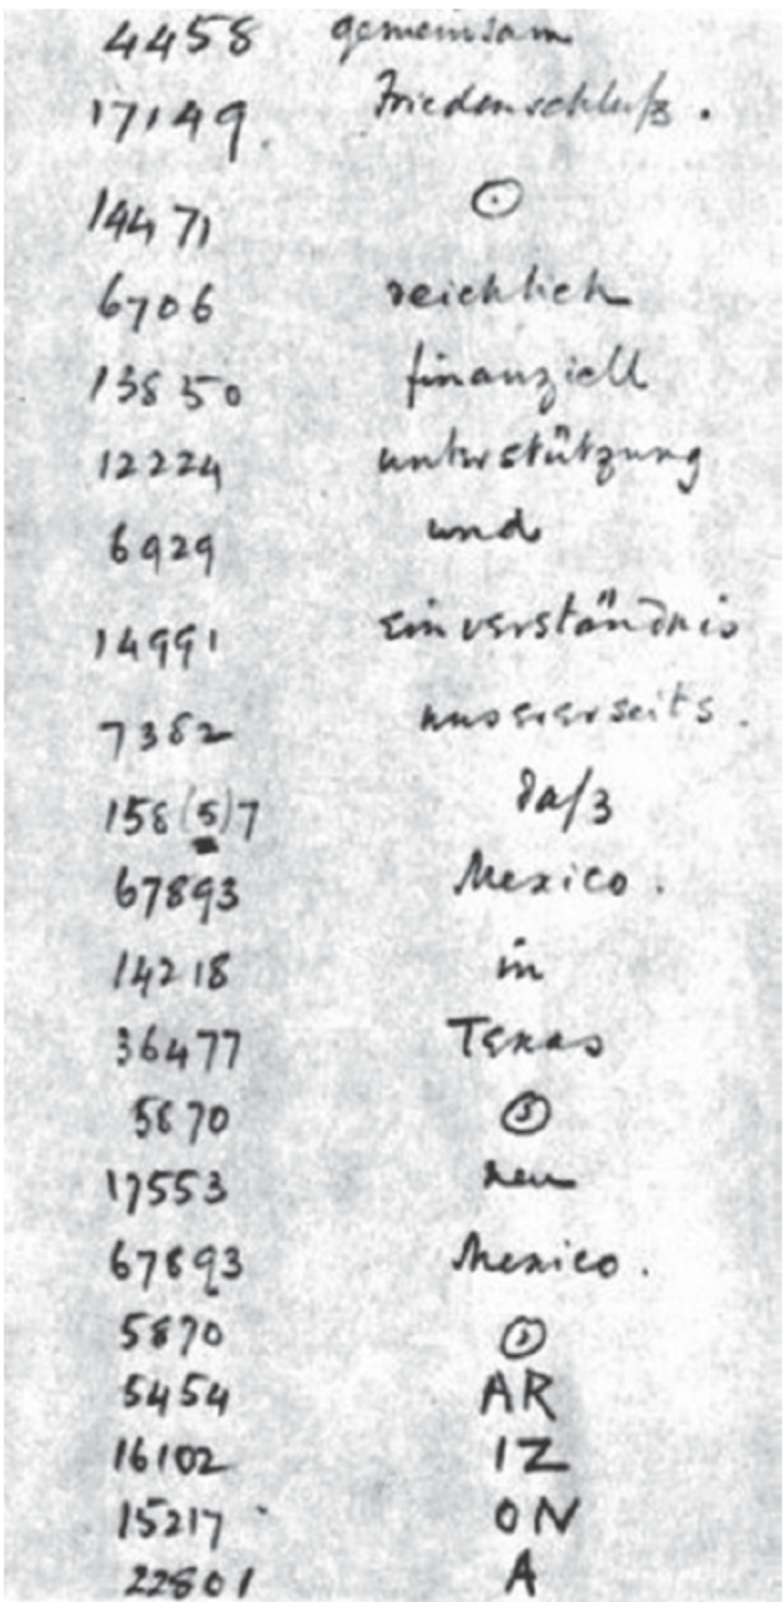 4458 gemeinsam
17149. Friedenschluß.
14471 ⊙
6706 reichlich
13850 finanziell
12224 unterstützung
6929 und
14991 Einverständnis
7382 unsererseits.
158(5)7 daß
67893 Mexico.
14218 in
36477 Texas
5870 ⊙
17553 neu
67893 Mexico.
5870 ⊙
5454 AR
16102 IZ
15217 ON
22801 A